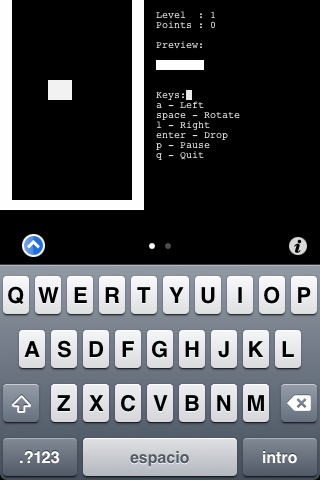 Level : 1
Points : 0
Preview:
Keys:
a - Left
space - Rotate
l - Right
enter - Drop
p - Pause
q - Quit
Q W E R T Y U I O P
A S D F G H J K L
Z X C V B N M
.?123 espacio intro